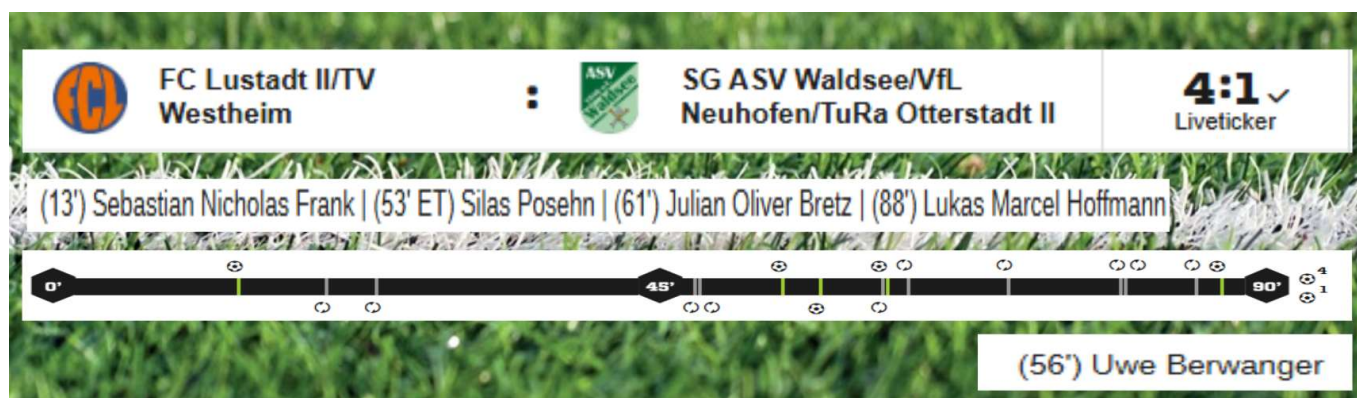 FC Lustadt II/TV
Westheim
:
SG ASV Waldsee/VfL
Neuhofen/TuRa Otterstadt II
4:1
Liveticker
FCL
ASV
Waldsee
(13') Sebastian Nicholas Frank | (53' ET) Silas Posehn | (61') Julian Oliver Bretz | (88') Lukas Marcel Hoffmann
0' 45' 90'
4
1
(56') Uwe Berwanger